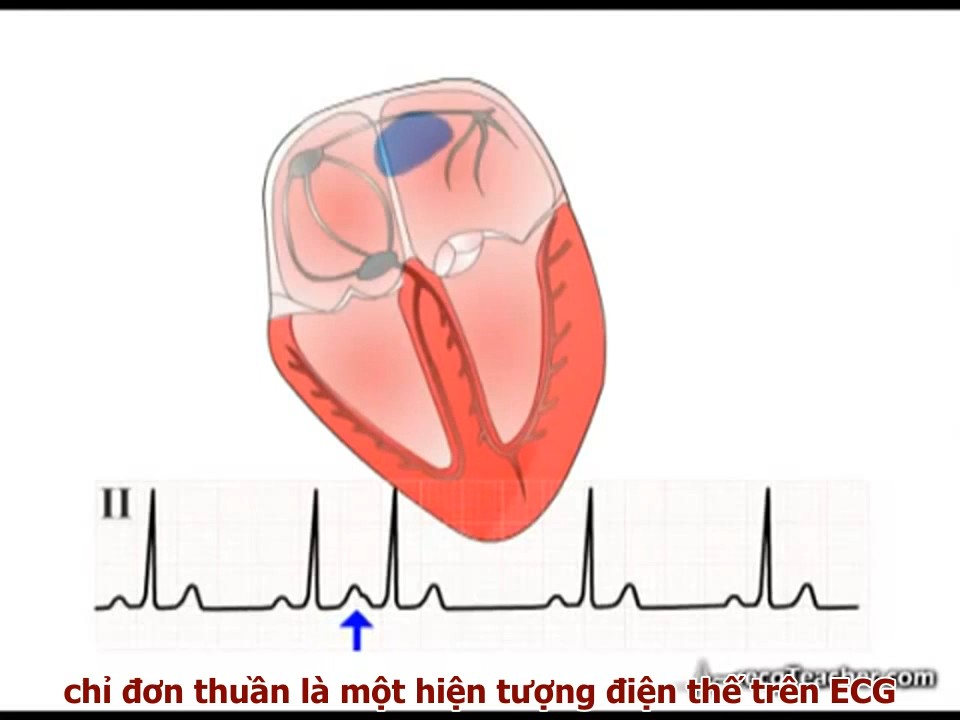 II
chỉ đơn thuần là một hiện tượng điện thế trên ECG